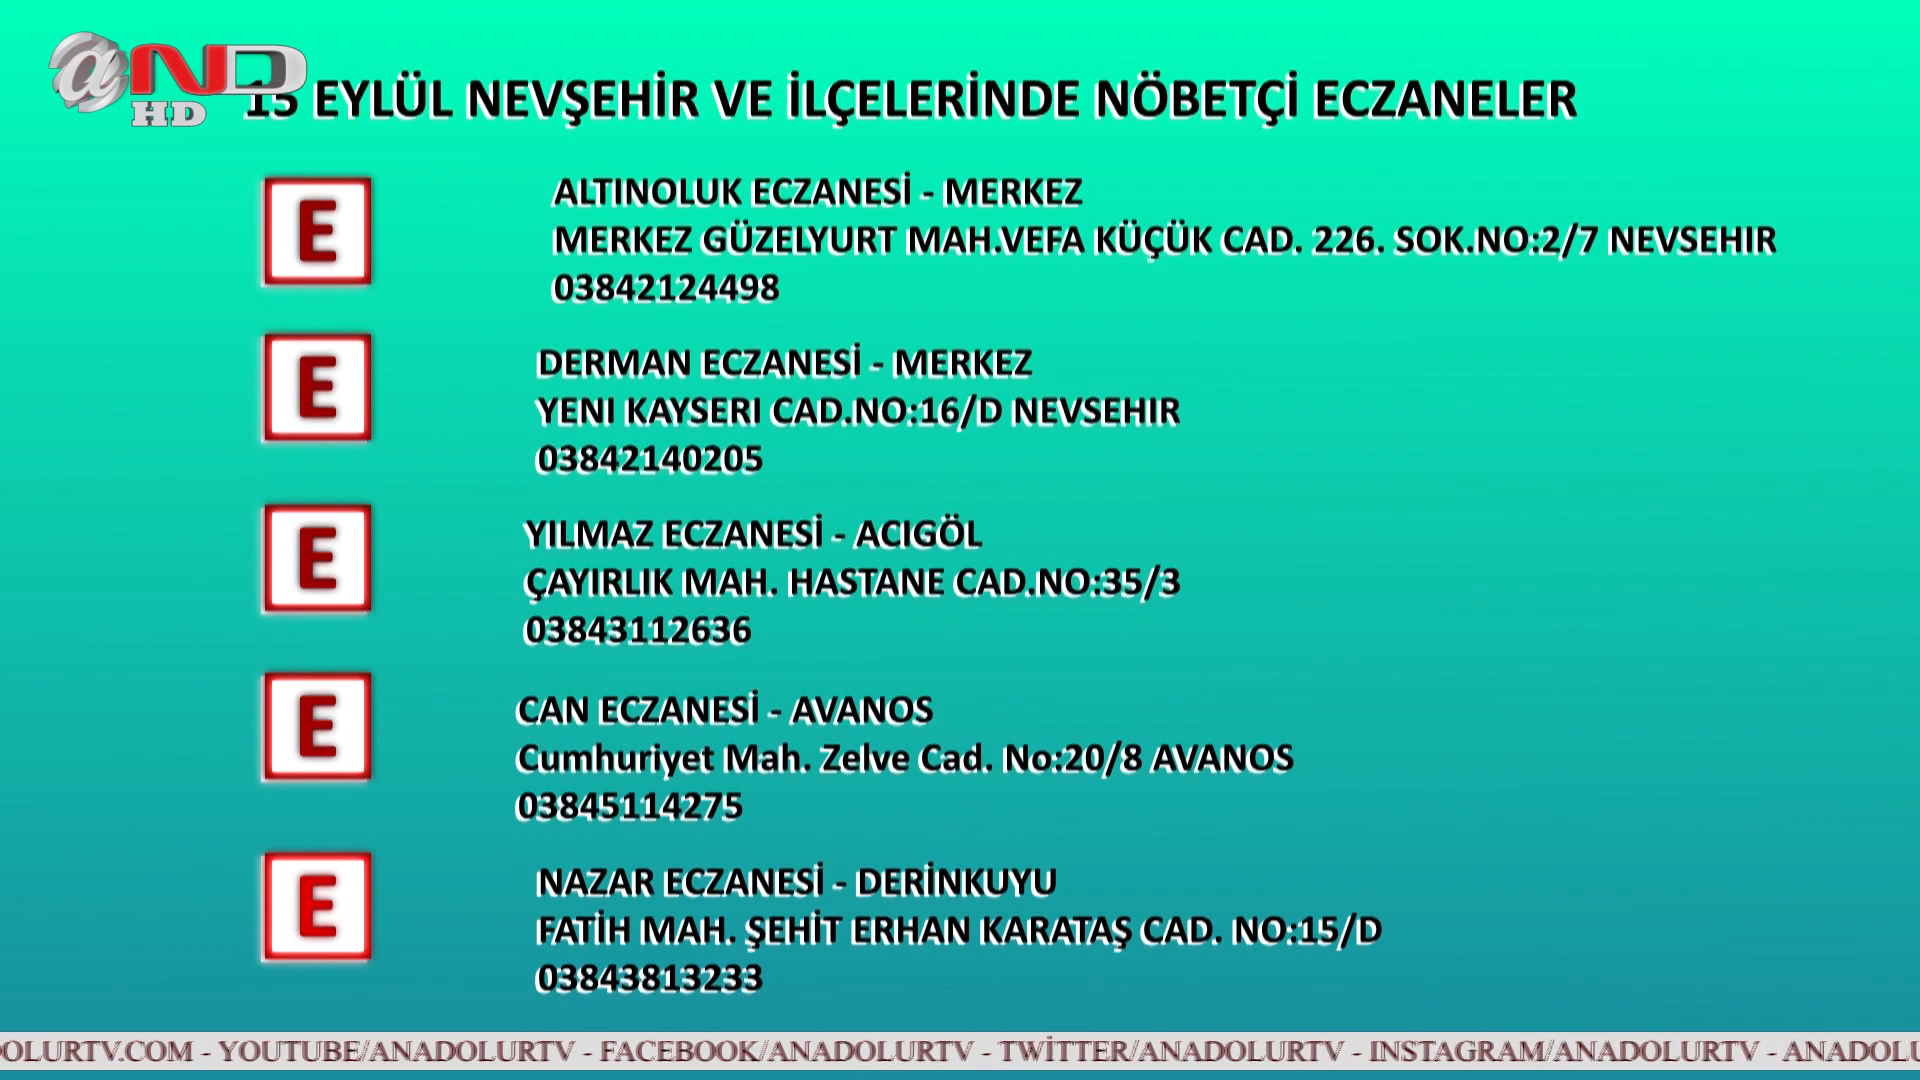 @ND
HD
15 EYLÜL NEVŞEHİR VE İLÇELERİNDE NÖBETÇİ ECZANELER
E
ALTINOLUK ECZANESİ - MERKEZ
MERKEZ GÜZELYURT MAH.VEFA KÜÇÜK CAD. 226. SOK.NO:2/7 NEVSEHIR
03842124498
E
DERMAN ECZANESİ - MERKEZ
YENI KAYSERI CAD.NO:16/D NEVSEHIR
03842140205
E
YILMAZ ECZANESİ - ACIGÖL
ÇAYIRLIK MAH. HASTANE CAD.NO:35/3
03843112636
E
CAN ECZANESİ - AVANOS
Cumhuriyet Mah. Zelve Cad. No:20/8 AVANOS
03845114275
E
NAZAR ECZANESİ - DERİNKUYU
FATİH MAH. ŞEHİT ERHAN KARATAŞ CAD. NO:15/D
03843813233
OLURTV.COM - YOUTUBE/ANADOLURTV - FACEBOOK/ANADOLURTV - TWİTTER/ANADOLURTV - INSTAGRAM/ANADOLURTV - ANADOLU